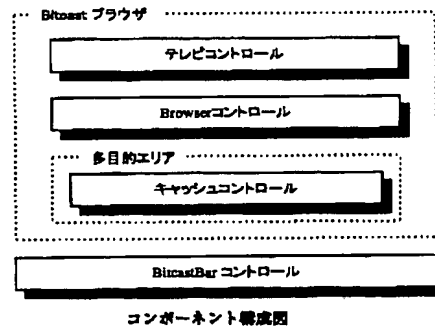 Bitcast ブラウザ
テレビコントロール
Browserコントロール
多目的エリア
キャッシュコントロール
BitcastBar コントロール
コンポーネント構成図